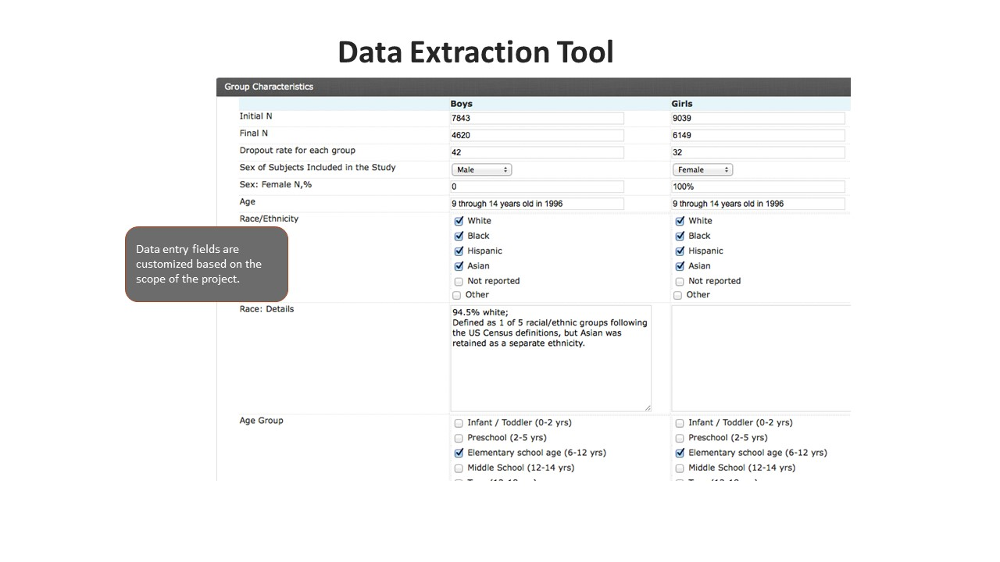 Data Extraction Tool
Group Characteristics
Boys Girls
Initial N 7843 9039
Final N 4620 6149
Dropout rate for each group 42 32
Sex of Subjects Included in the Study Male Female
Sex: Female N,% 0 100%
Age 9 through 14 years old in 1996 9 through 14 years old in 1996
Race/Ethnicity White White
Black Black
Hispanic Hispanic
Asian Asian
Not reported Not reported
Other Other
Data entry fields are
customized based on the
scope of the project.
Race: Details 94.5% white;
Defined as 1 of 5 racial/ethnic groups following
the US Census definitions, but Asian was
retained as a separate ethnicity.
Age Group Infant / Toddler (0-2 yrs) Infant / Toddler (0-2 yrs)
Preschool (2-5 yrs) Preschool (2-5 yrs)
Elementary school age (6-12 yrs) Elementary school age (6-12 yrs)
Middle School (12-14 yrs) Middle School (12-14 yrs)